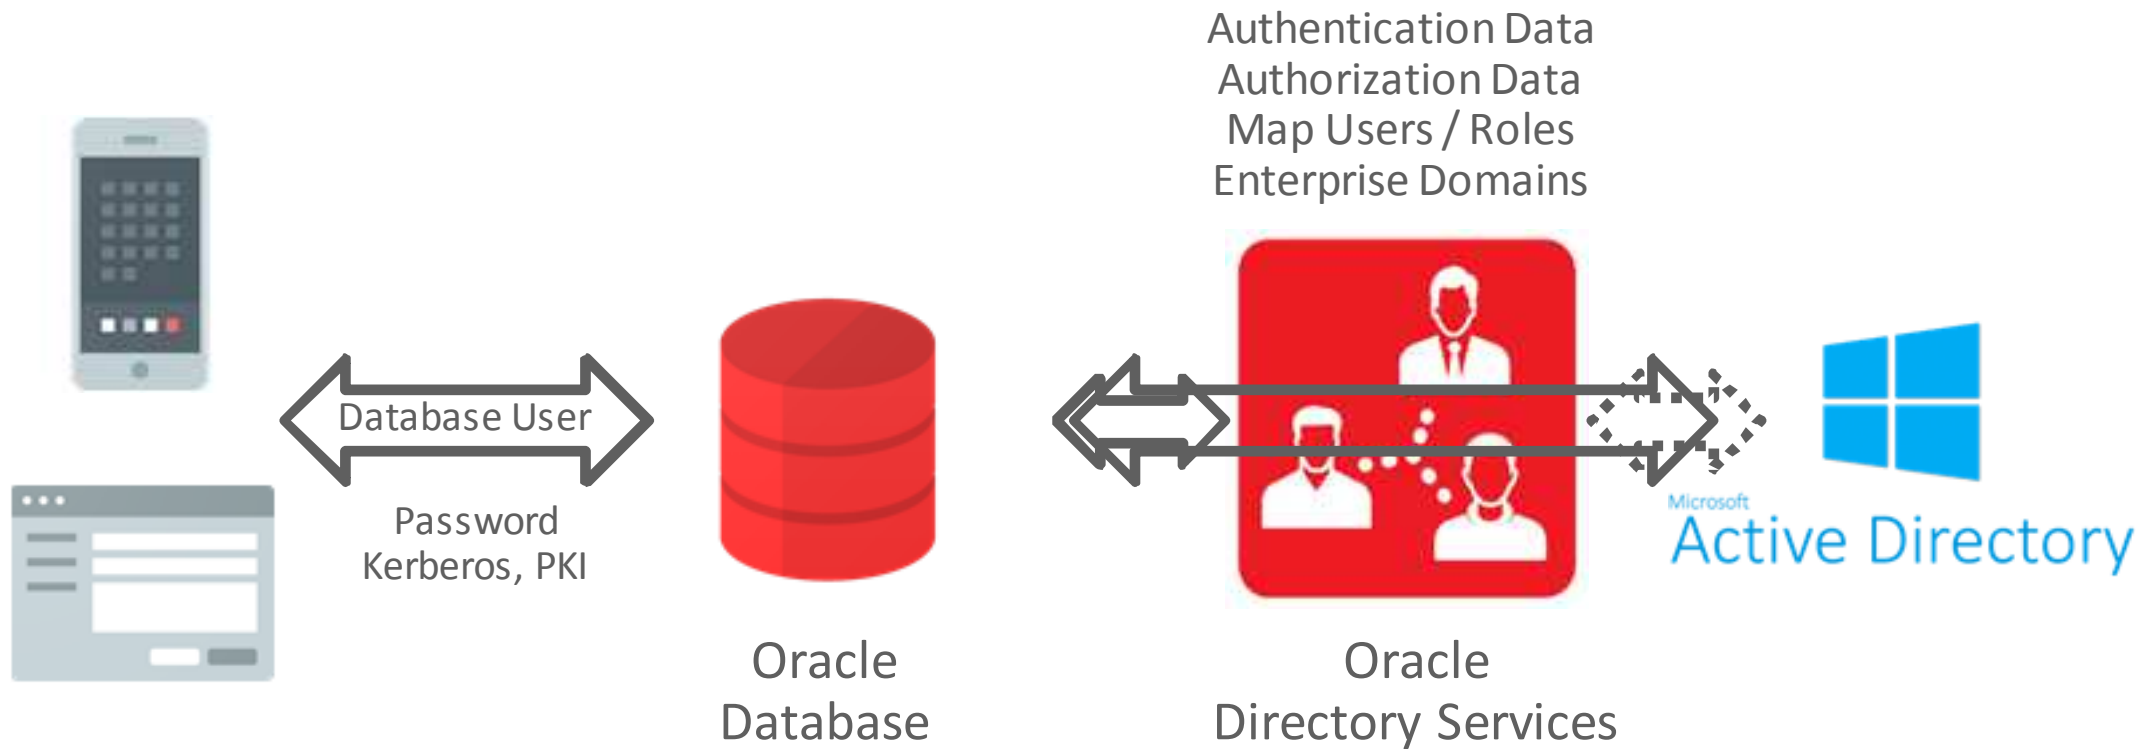 Authentication Data
Authorization Data
Map Users / Roles
Enterprise Domains
Database User
Password
Kerberos, PKI
Microsoft
Active Directory
Oracle
Database
Oracle
Directory Services